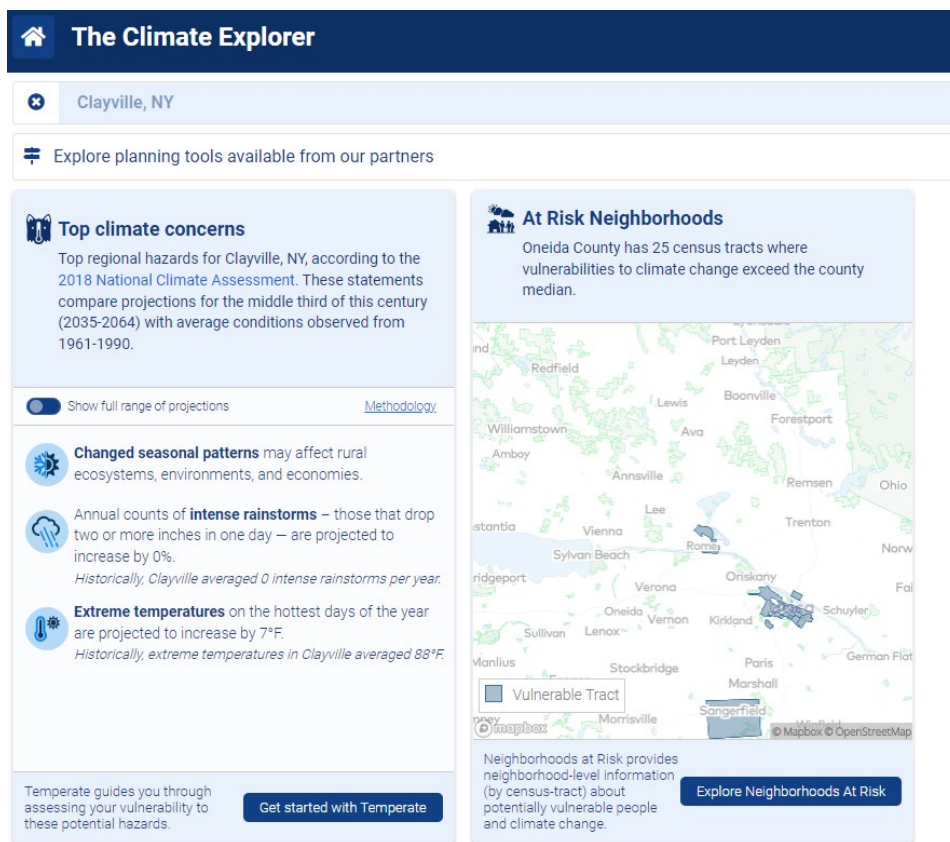 The Climate Explorer
Clayville, NY
Explore planning tools available from our partners
Top climate concerns
Top regional hazards for Clayville, NY, according to the
2018 National Climate Assessment. These statements
compare projections for the middle third of this century
(2035-2064) with average conditions observed from
1961-1990.
Show full range of projections
Methodology
Changed seasonal patterns may affect rural
ecosystems, environments, and economies.
Annual counts of intense rainstorms – those that drop
two or more inches in one day — are projected to
increase by 0%.
Historically, Clayville averaged 0 intense rainstorms per year.
Extreme temperatures on the hottest days of the year
are projected to increase by 7°F.
Historically, extreme temperatures in Clayville averaged 88°F.
Temperate guides you through
assessing your vulnerability to
these potential hazards.
Get started with Temperate
At Risk Neighborhoods
Oneida County has 25 census tracts where
vulnerabilities to climate change exceed the county
median.
Port Leyden
Leyden
Redfield
Boonville
Lewis
Forestport
Williamstown
Ava
Amboy
Annsville
Remsen
Ohio
Lee
stantia
Vienna
Trenton
Rome
Norw
Sylvan Beach
ridgeport
Verona
Oriskany
Fai
Oneida
Vernon
Kirkland
Schuyler
Sullivan
Lenox
Manlius
Stockbridge
Paris
German Flat
Marshall
Vulnerable Tract
Sangerfield
Morrisville
mapbox
© Mapbox © OpenStreetMap
Neighborhoods at Risk provides
neighborhood-level information
(by census-tract) about
potentially vulnerable people
and climate change.
Explore Neighborhoods At Risk